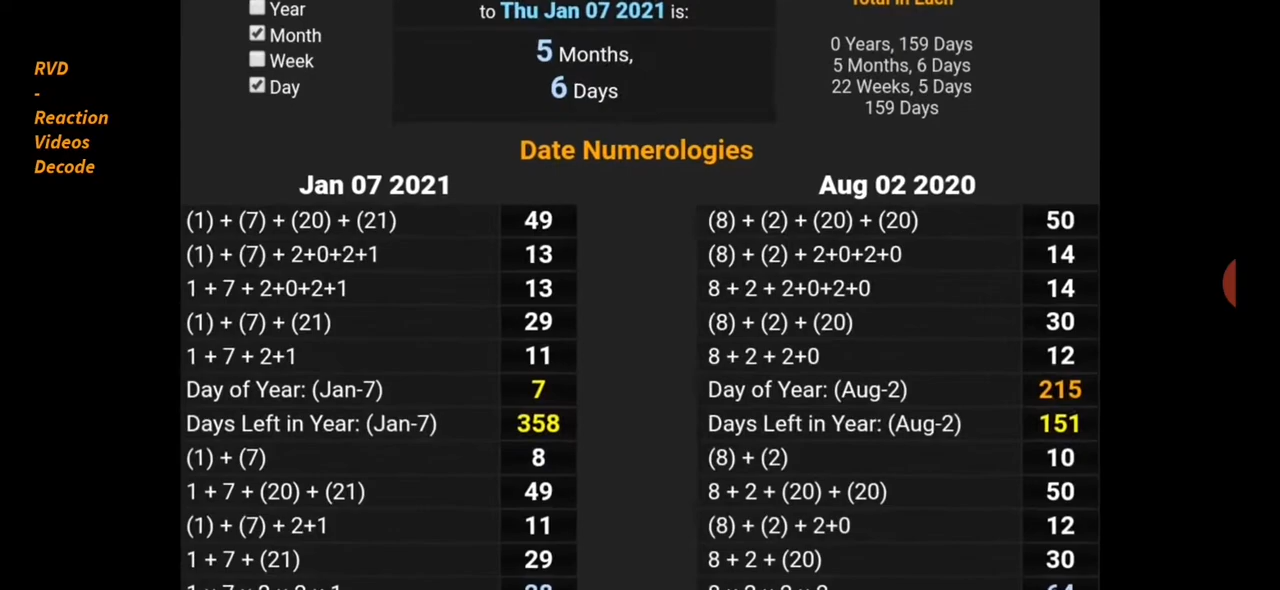 Year
Month
Week
Day
RVD
-
Reaction
Videos
Decode
to Thu Jan 07 2021 is:
5 Months,
6 Days
Total in Each
0 Years, 159 Days
5 Months, 6 Days
22 Weeks, 5 Days
159 Days
Date Numerologies
Jan 07 2021
(1) + (7) + (20) + (21) 49
(1) + (7) + 2+0+2+1 13
1 + 7 + 2+0+2+1 13
(1) + (7) + (21) 29
1 + 7 + 2+1 11
Day of Year: (Jan-7) 7
Days Left in Year: (Jan-7) 358
(1) + (7) 8
1 + 7 + (20) + (21) 49
(1) + (7) + 2+1 11
1 + 7 + (21) 29
Aug 02 2020
(8) + (2) + (20) + (20) 50
(8) + (2) + 2+0+2+0 14
8 + 2 + 2+0+2+0 14
(8) + (2) + (20) 30
8 + 2 + 2+0 12
Day of Year: (Aug-2) 215
Days Left in Year: (Aug-2) 151
(8) + (2) 10
8 + 2 + (20) + (20) 50
(8) + (2) + 2+0 12
8 + 2 + (20) 30